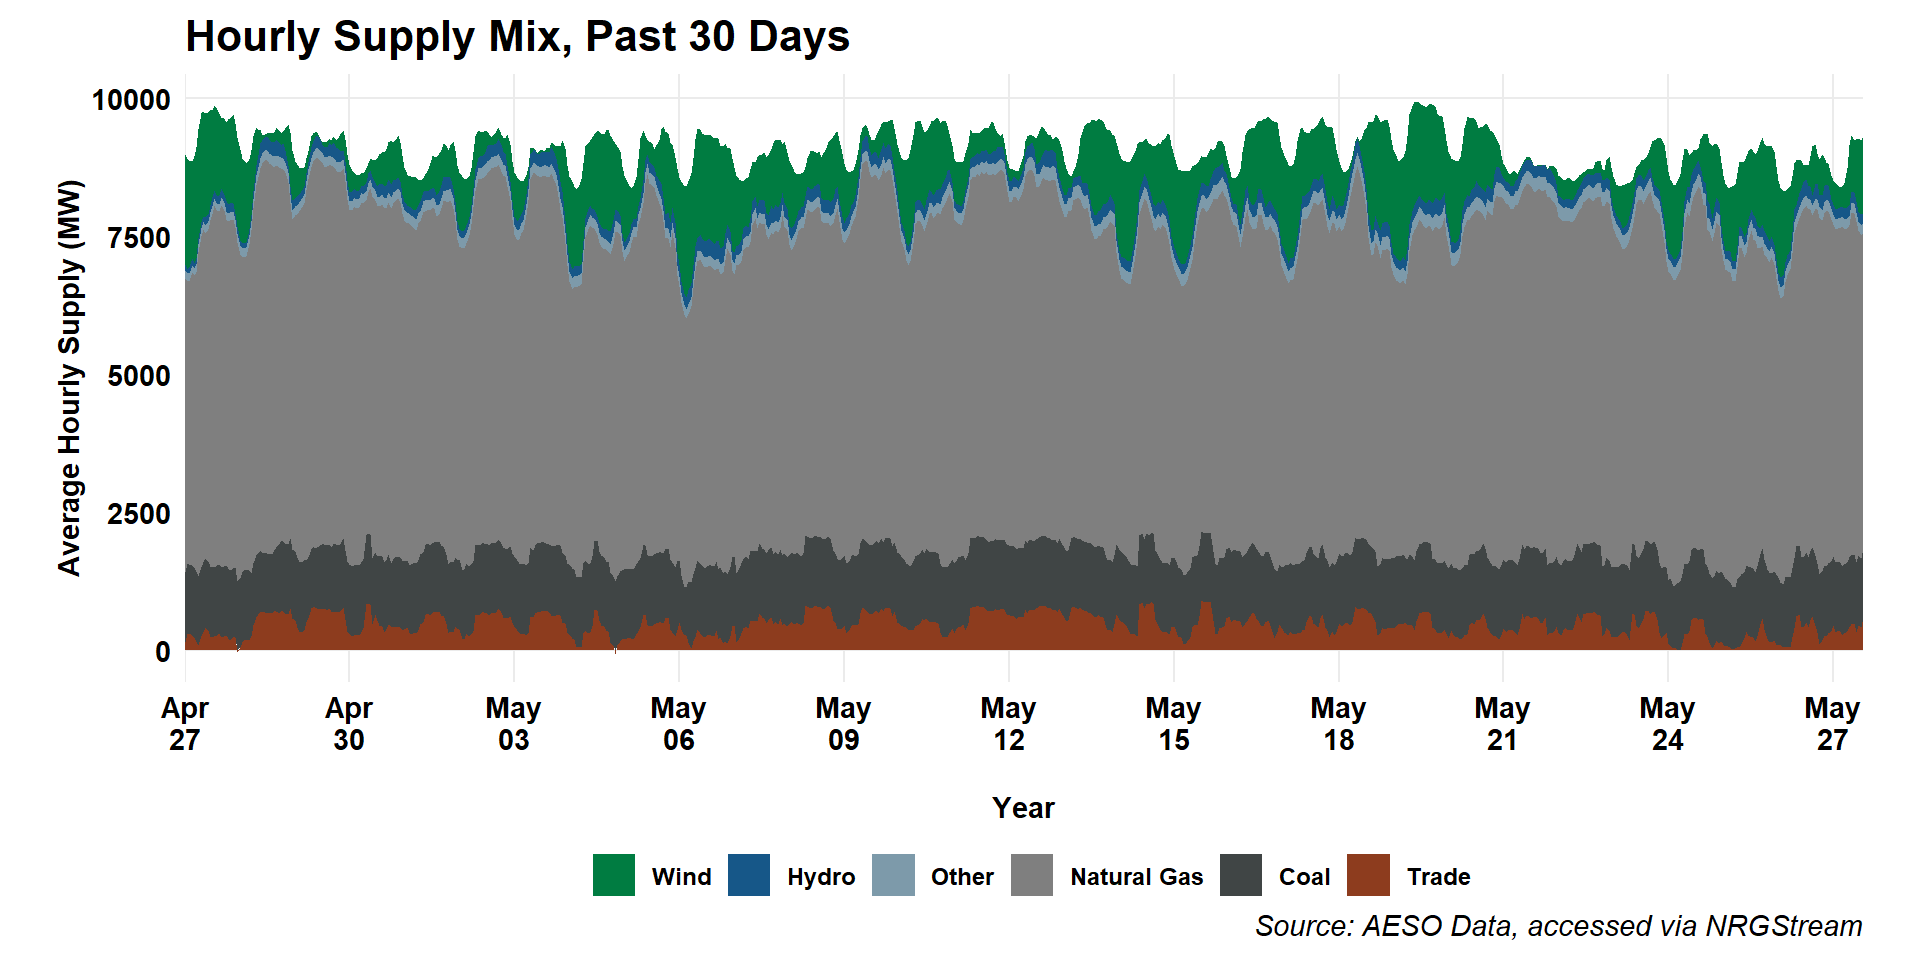 Hourly Supply Mix, Past 30 Days
Average Hourly Supply (MW)
10000
7500
5000
2500
0
Apr Apr May May May May May May May May May
27 30 03 06 09 12 15 18 21 24 27
Year
Wind Hydro Other Natural Gas Coal Trade
Source: AESO Data, accessed via NRGStream